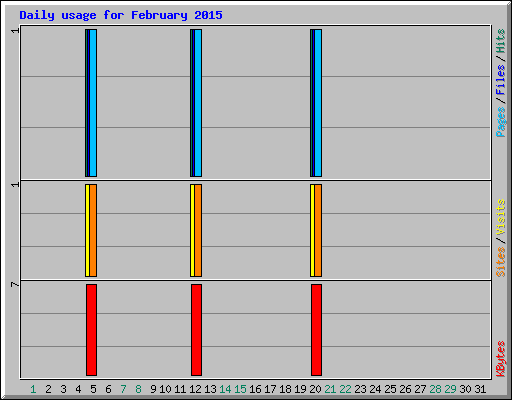 Daily usage for February 2015
1
Pages / Files / Hits
1
Sites / Visits
7
KBytes
1 2 3 4 5 6 7 8 9 10 11 12 13 14 15 16 17 18 19 20 21 22 23 24 25 26 27 28 29 30 31